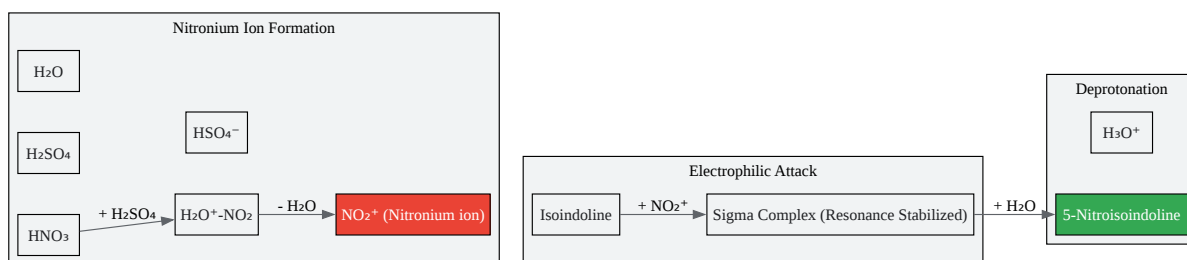 Nitronium Ion Formation
H₂O
H₂SO₄
HNO₃
+ H₂SO₄
HSO₄⁻
H₂O⁺-NO₂
- H₂O
NO₂⁺ (Nitronium ion)
Electrophilic Attack
Isoindoline
+ NO₂⁺
Sigma Complex (Resonance Stabilized)
+ H₂O
Deprotonation
H₃O⁺
5-Nitroisoindoline